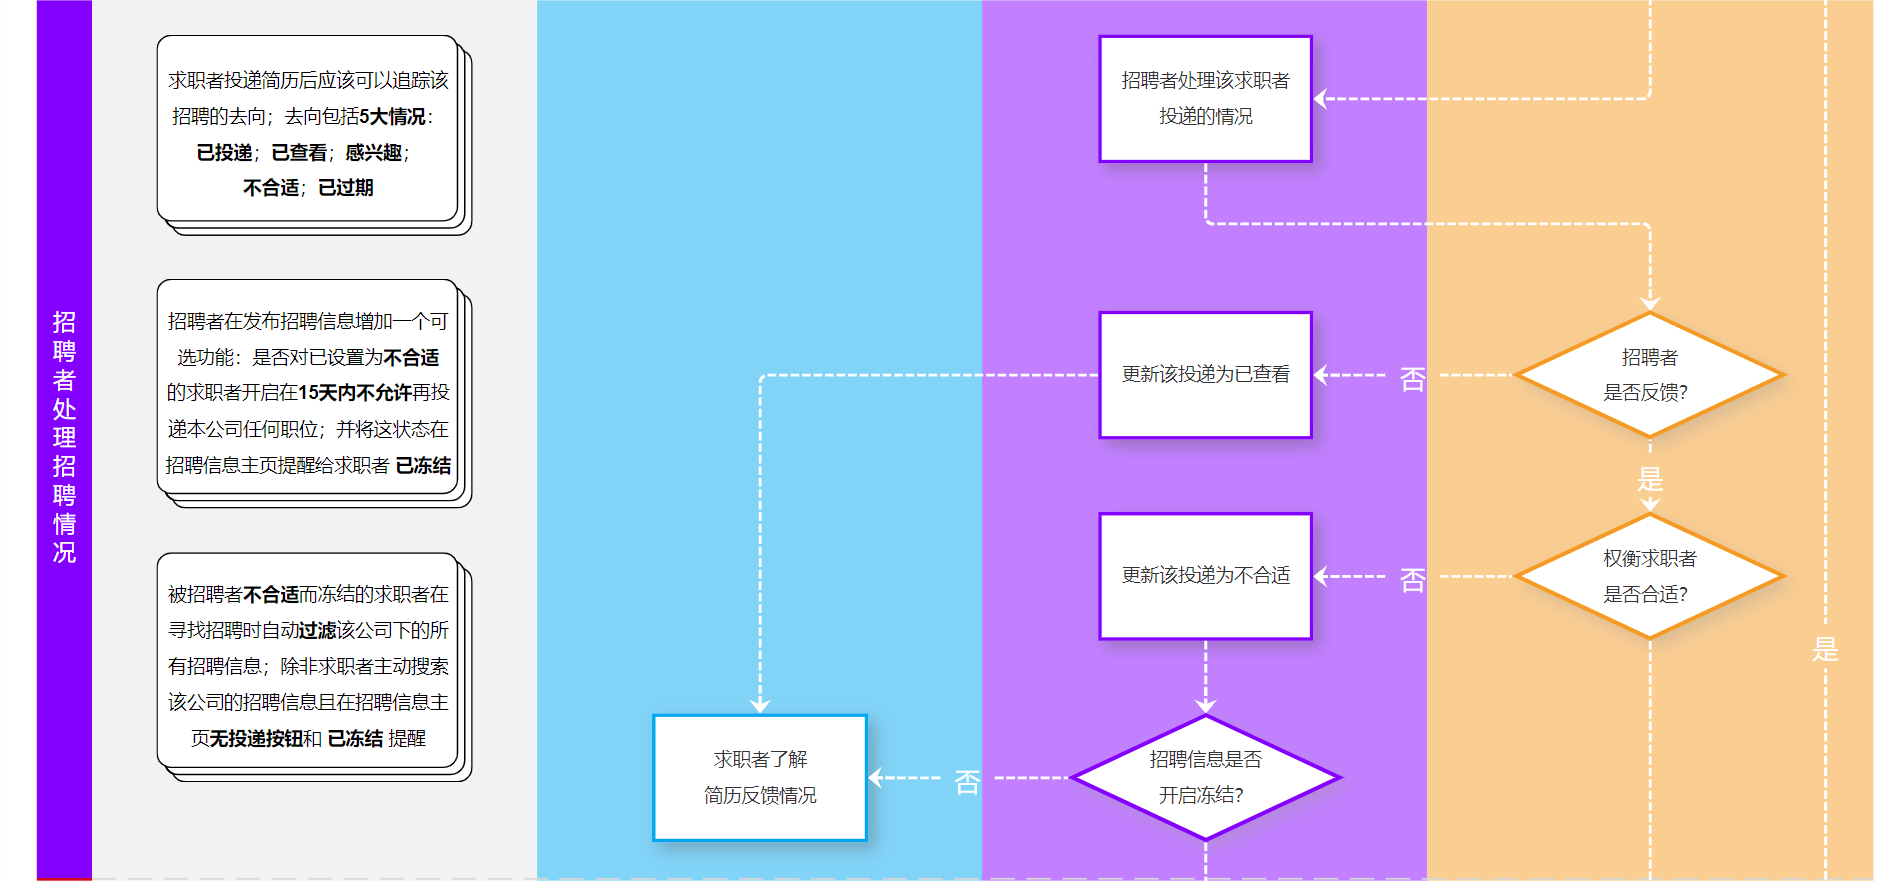 招聘者处理招聘情况
求职者投递简历后应该可以追踪该
招聘的去向；去向包括5大情况：
已投递；已查看；感兴趣；
不合适；已过期
招聘者在发布招聘信息增加一个可
选功能：是否对已设置为不合适
的求职者开启在15天内不允许再投
递本公司任何职位；并将这状态在
招聘信息主页提醒给求职者 已冻结
被招聘者不合适而冻结的求职者在
寻找招聘时自动过滤该公司下的所
有招聘信息；除非求职者主动搜索
该公司的招聘信息且在招聘信息主
页无投递按钮和 已冻结 提醒
招聘者处理该求职者
投递的情况
招聘者
是否反馈？
否
更新该投递为已查看
是
权衡求职者
是否合适？
否
更新该投递为不合适
是
招聘信息是否
开启冻结？
否
求职者了解
简历反馈情况